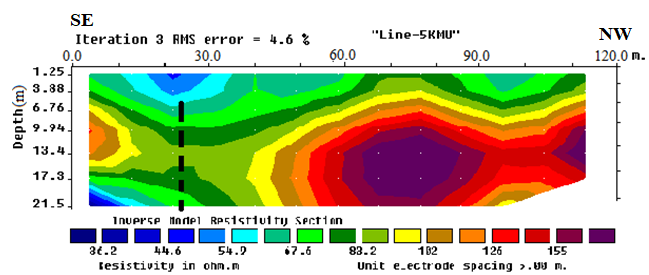 SE
NW
Iteration 3 RMS error = 4.6 %
"Line-5KMU"
0.0 30.0 60.0 90.0 120.0 m.
Depth(m)
1.25
3.88
6.76
9.94
13.4
17.3
21.5
Inverse Model Resistivity Section
36.2 44.6 54.9 67.6 83.2 102 126 155
Resistivity in ohm.m
Unit electrode spacing